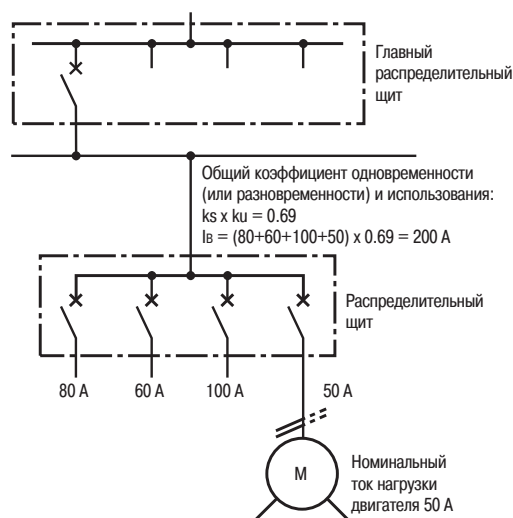 Главный
распределительный
щит
Общий коэффициент одновременности
(или разновременности) и использования:
ks x ku = 0.69
IB = (80+60+100+50) x 0.69 = 200 A
Распределительный
щит
80 A
60 A
100 A
50 A
M
Номинальный
ток нагрузки
двигателя 50 A